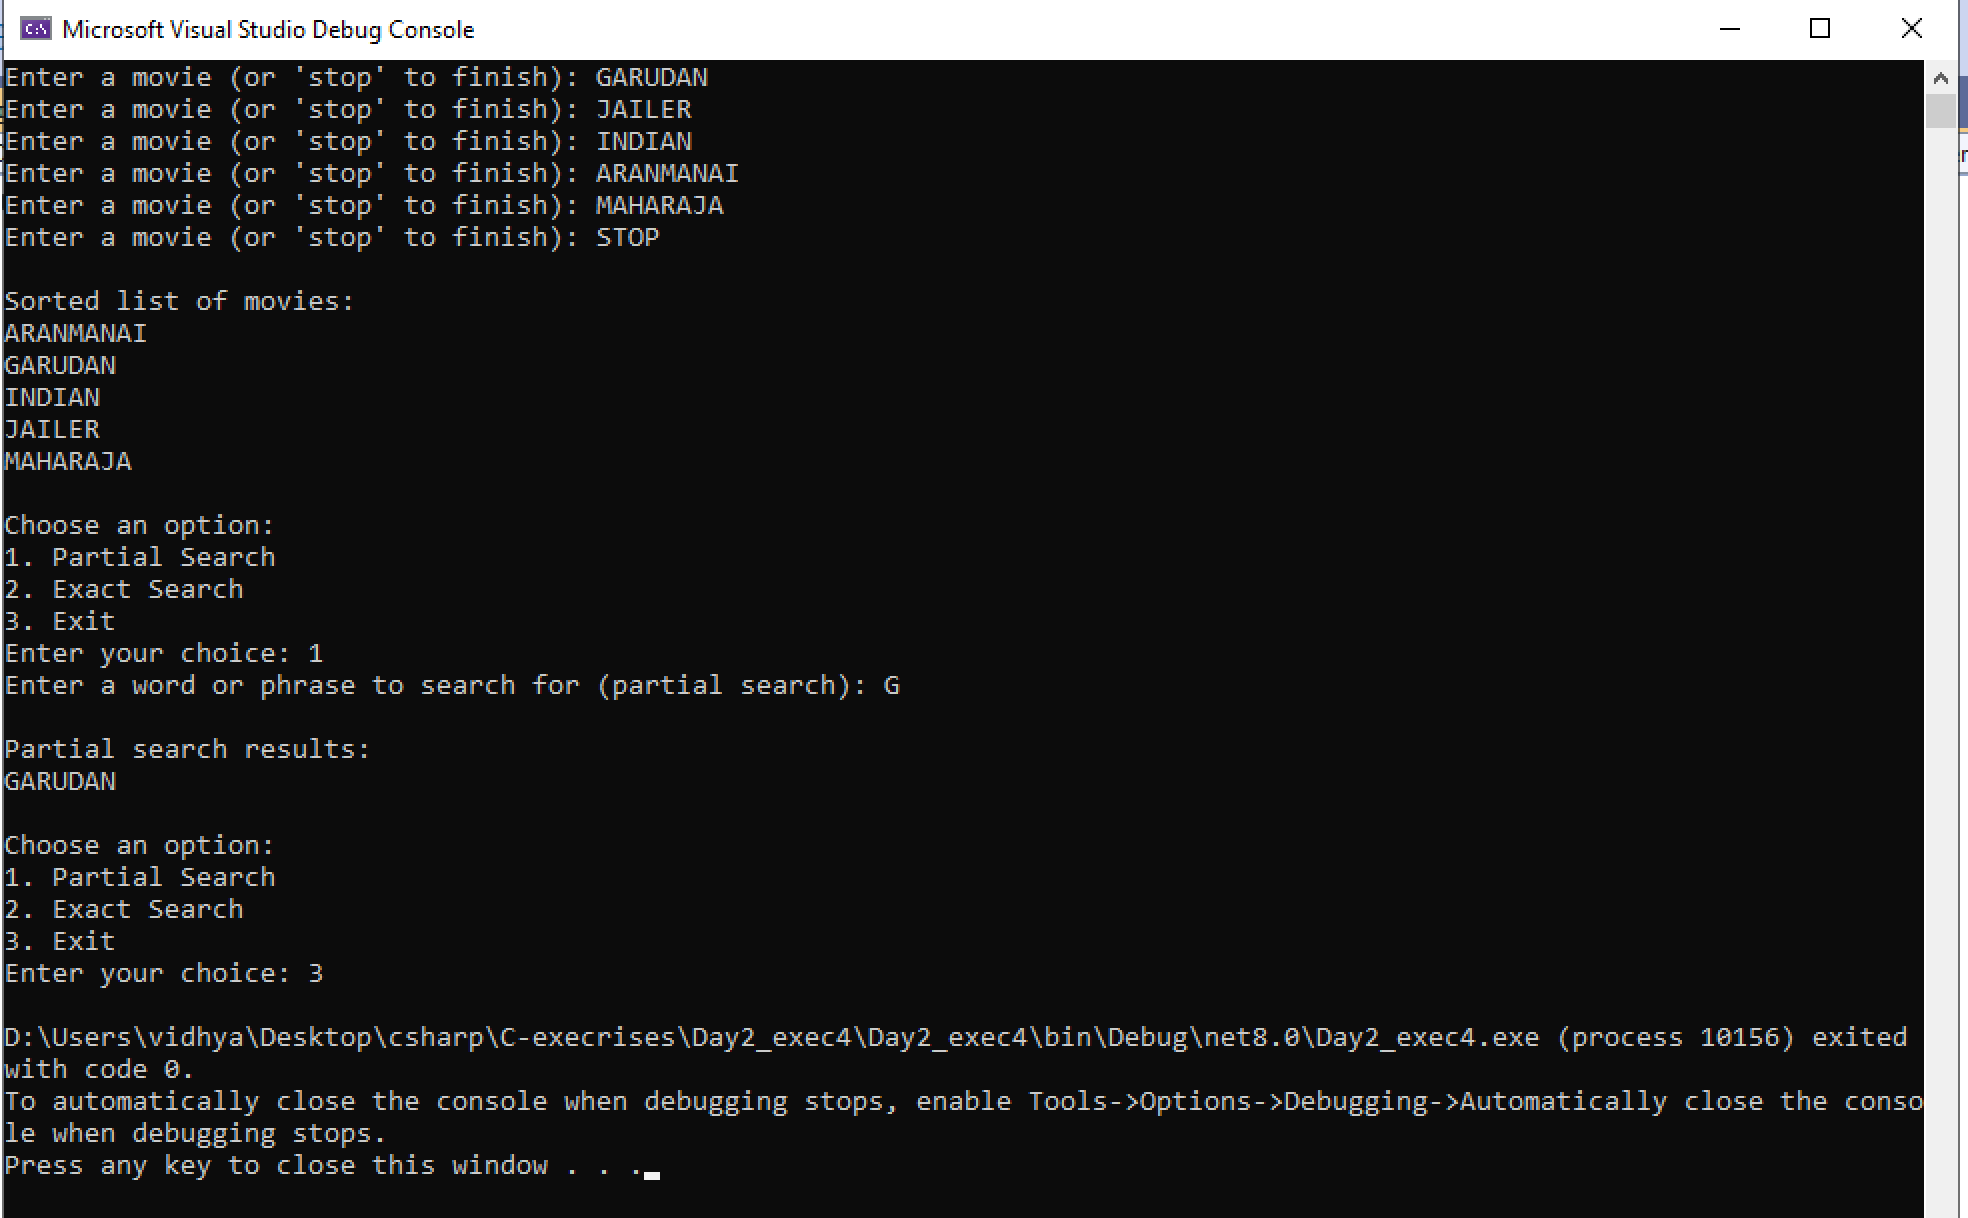 Microsoft Visual Studio Debug Console
Enter a movie (or 'stop' to finish): GARUDAN
Enter a movie (or 'stop' to finish): JAILER
Enter a movie (or 'stop' to finish): INDIAN
Enter a movie (or 'stop' to finish): ARANMANAI
Enter a movie (or 'stop' to finish): MAHARAJA
Enter a movie (or 'stop' to finish): STOP
Sorted list of movies:
ARANMANAI
GARUDAN
INDIAN
JAILER
MAHARAJA
Choose an option:
1. Partial Search
2. Exact Search
3. Exit
Enter your choice: 1
Enter a word or phrase to search for (partial search): G
Partial search results:
GARUDAN
Choose an option:
1. Partial Search
2. Exact Search
3. Exit
Enter your choice: 3
D:\Users\vidhya\Desktop\csharp\C-execrises\Day2_exec4\Day2_exec4\bin\Debug\net8.0\Day2_exec4.exe (process 10156) exited
with code 0.
To automatically close the console when debugging stops, enable Tools->Options->Debugging->Automatically close the conso
le when debugging stops.
Press any key to close this window . . .